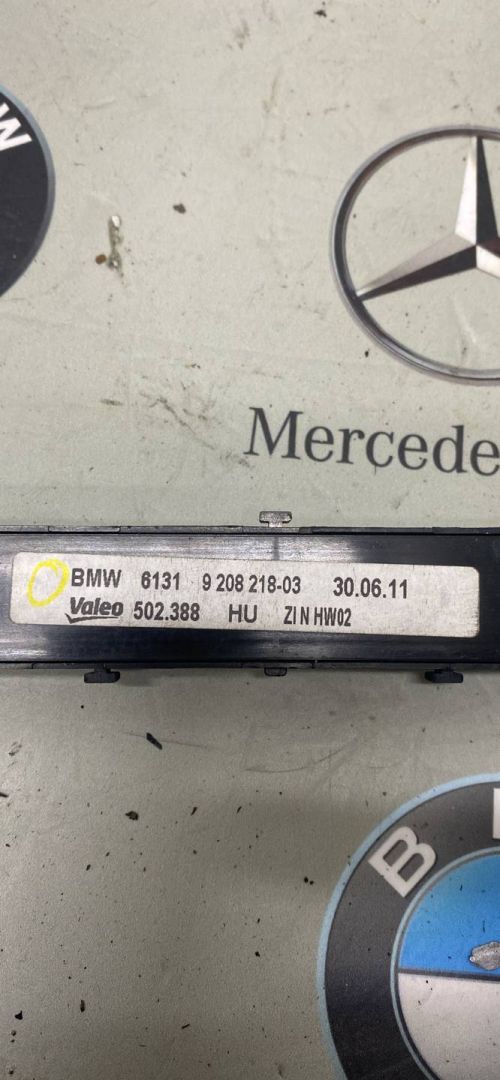 W
Mercede
BMW 6131 9 208 218-03 30.06.11
Valeo 502.388 HU ZI N HW02
B